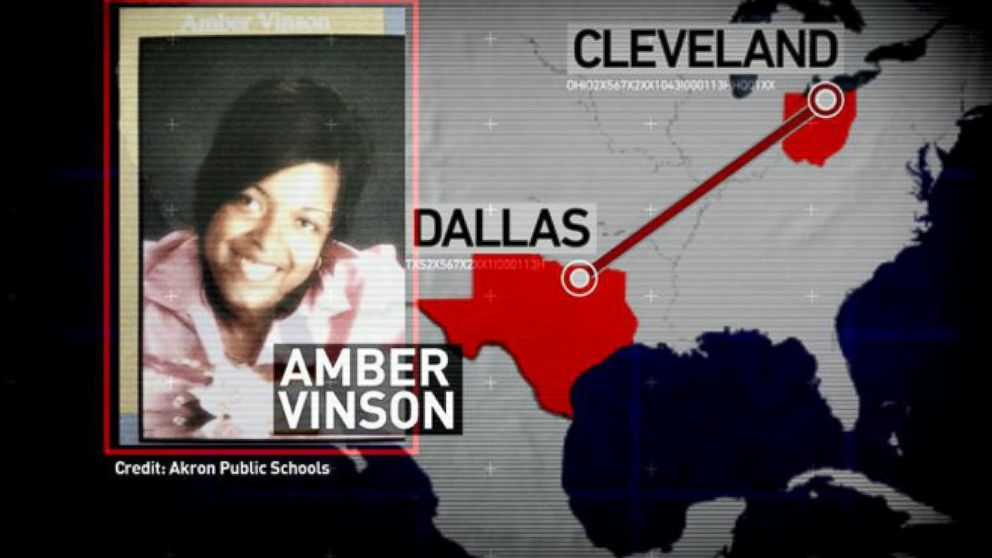 Amber Vinson
CLEVELAND
DALLAS
AMBER
VINSON
Credit: Akron Public Schools